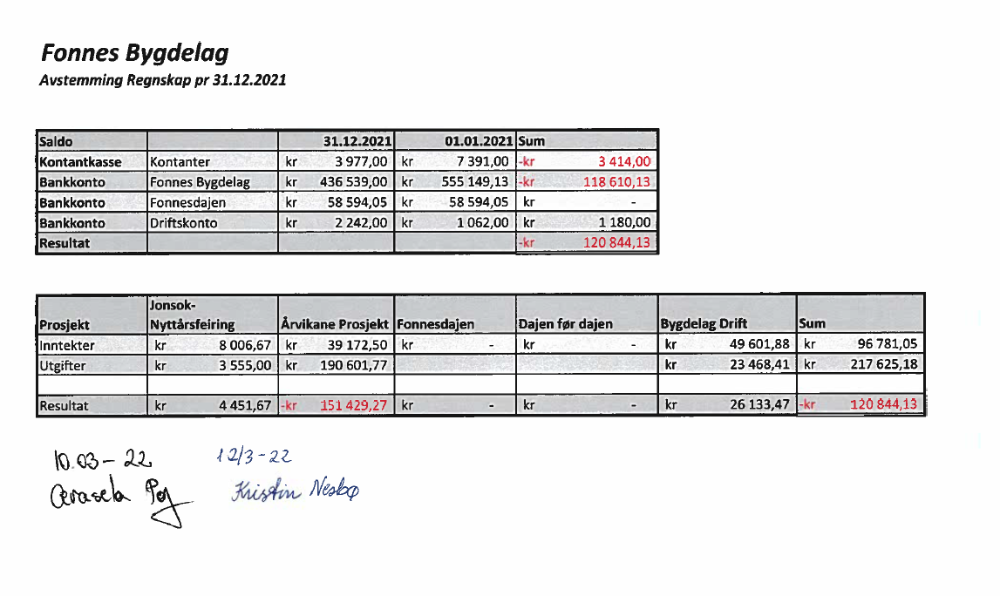 Fonnes Bygdelag
Avstemming Regnskap pr 31.12.2021
Saldo 31.12.2021 01.01.2021 Sum
Kontantkasse Kontanter kr 3 977,00 kr 7 391,00 -kr 3 414,00
Bankkonto Fonnes Bygdelag kr 436 539,00 kr 555 149,13 -kr 118 610,13
Bankkonto Fonnesdajen kr 58 594,05 kr 58 594,05 kr -
Bankkonto Driftskonto kr 2 242,00 kr 1 062,00 kr 1 180,00
Resultat -kr 120 844,13
Jonsok-
Prosjekt Nyttårsfeiring Årvikane Prosjekt Fonnesdajen Dajen før dajen Bygdelag Drift Sum
Inntekter kr 8 006,67 kr 39 172,50 kr - kr - kr 49 601,88 kr 96 781,05
Utgifter kr 3 555,00 kr 190 601,77 kr 23 468,41 kr 217 625,18
Resultat kr 4 451,67 -kr 151 429,27 kr - kr - kr 26 133,47 -kr 120 844,13
10.03-22 12/3-22
Kristin Nesbø